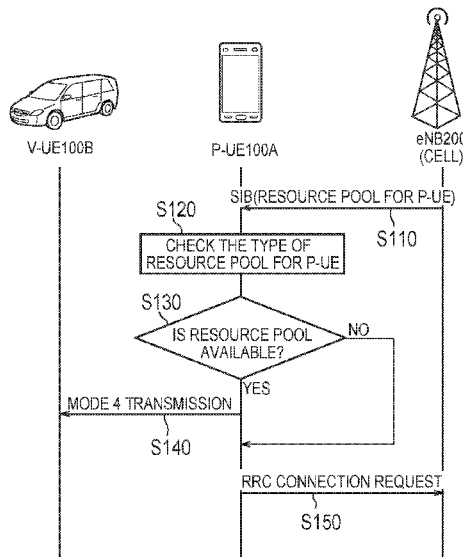 V-UE100B
P-UE100A
eNB200
(CELL)
SIB(RESOURCE POOL FOR P-UE)
S110
S120
CHECK THE TYPE OF
RESOURCE POOL FOR P-UE
S130
IS RESOURCE POOL
AVAILABLE?
NO
YES
MODE 4 TRANSMISSION
S140
RRC CONNECTION REQUEST
S150